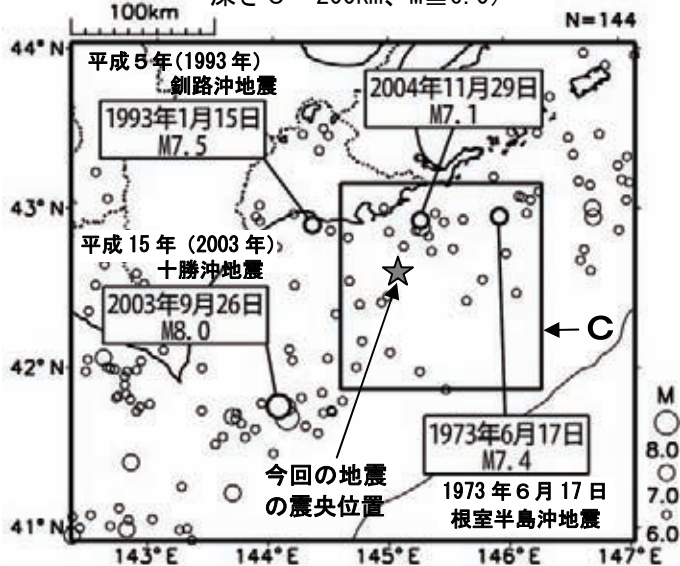 深さ0～200km、M≧6.0)
100km
N=144
44°N
平成5年(1993年)
釧路沖地震
1993年1月15日
M7.5
2004年11月29日
M7.1
43°N
平成15年(2003年)
十勝沖地震
2003年9月26日
M8.0
C
42°N
1973年6月17日
M7.4
今回の地震
の震央位置
1973年6月17日
根室半島沖地震
M
8.0
7.0
6.0
41°N
143°E
144°E
145°E
146°E
147°E